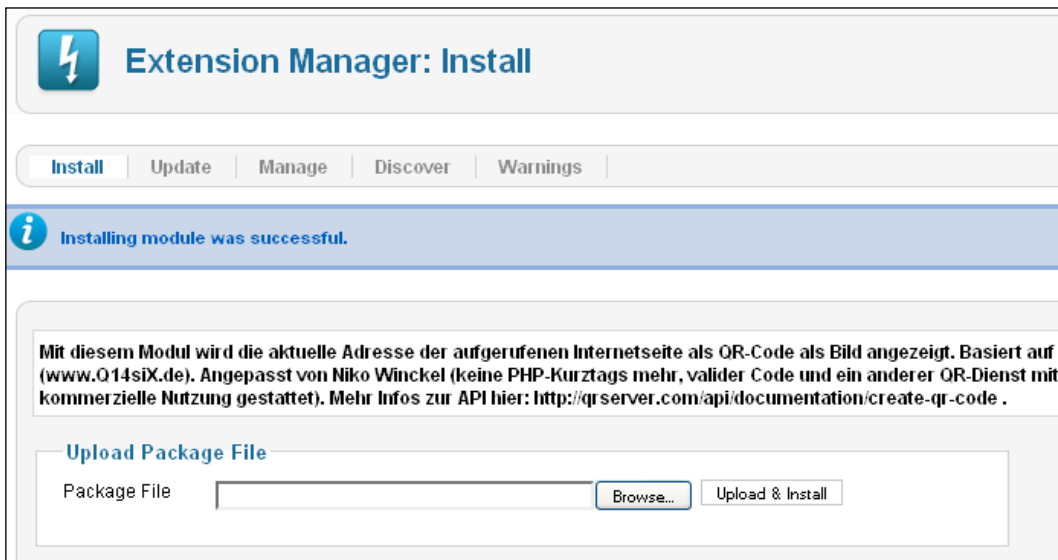 Extension Manager: Install
Install Update Manage Discover Warnings
i Installing module was successful.
Mit diesem Modul wird die aktuelle Adresse der aufgerufenen Internetseite als QR-Code als Bild angezeigt. Basiert auf
(www.Q14siX.de). Angepasst von Niko Winckel (keine PHP-Kurztags mehr, valider Code und ein anderer QR-Dienst mit
kommerzielle Nutzung gestattet). Mehr Infos zur API hier: http://qrserver.com/api/documentation/create-qr-code .
Upload Package File
Package File Browse... Upload & Install